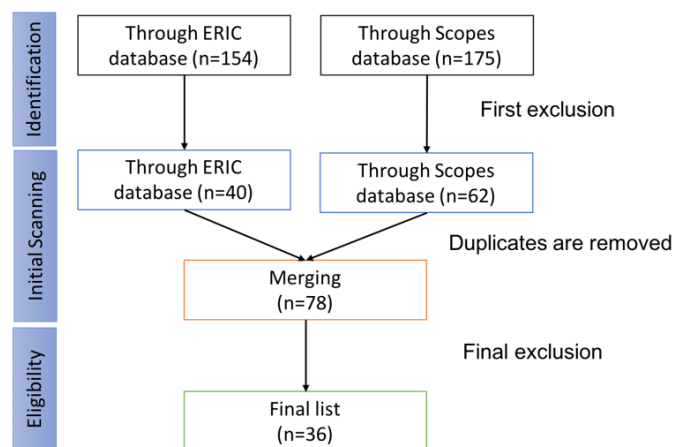 Identification
Through ERIC
database (n=154)
Through Scopes
database (n=175)
First exclusion
Initial Scanning
Through ERIC
database (n=40)
Through Scopes
database (n=62)
Duplicates are removed
Merging
(n=78)
Eligibility
Final exclusion
Final list
(n=36)